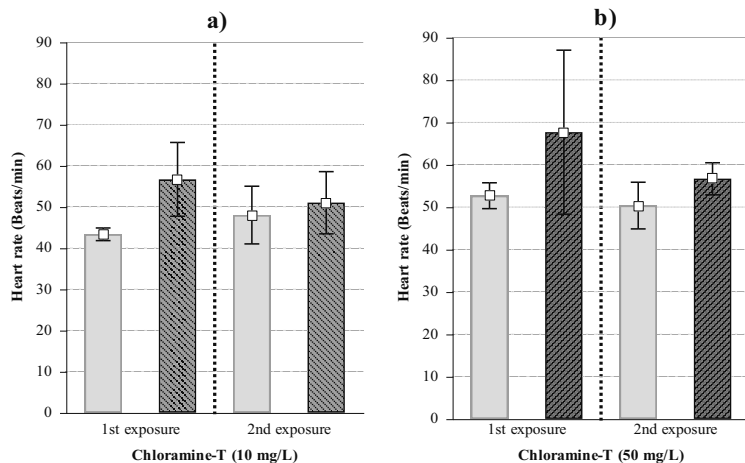 a)
90
80
70
60
50
40
30
20
10
0
Heart rate (Beats/min)
1st exposure
2nd exposure
Chloramine-T (10 mg/L)
b)
90
80
70
60
50
40
30
20
10
0
Heart rate (Beats/min)
1st exposure
2nd exposure
Chloramine-T (50 mg/L)